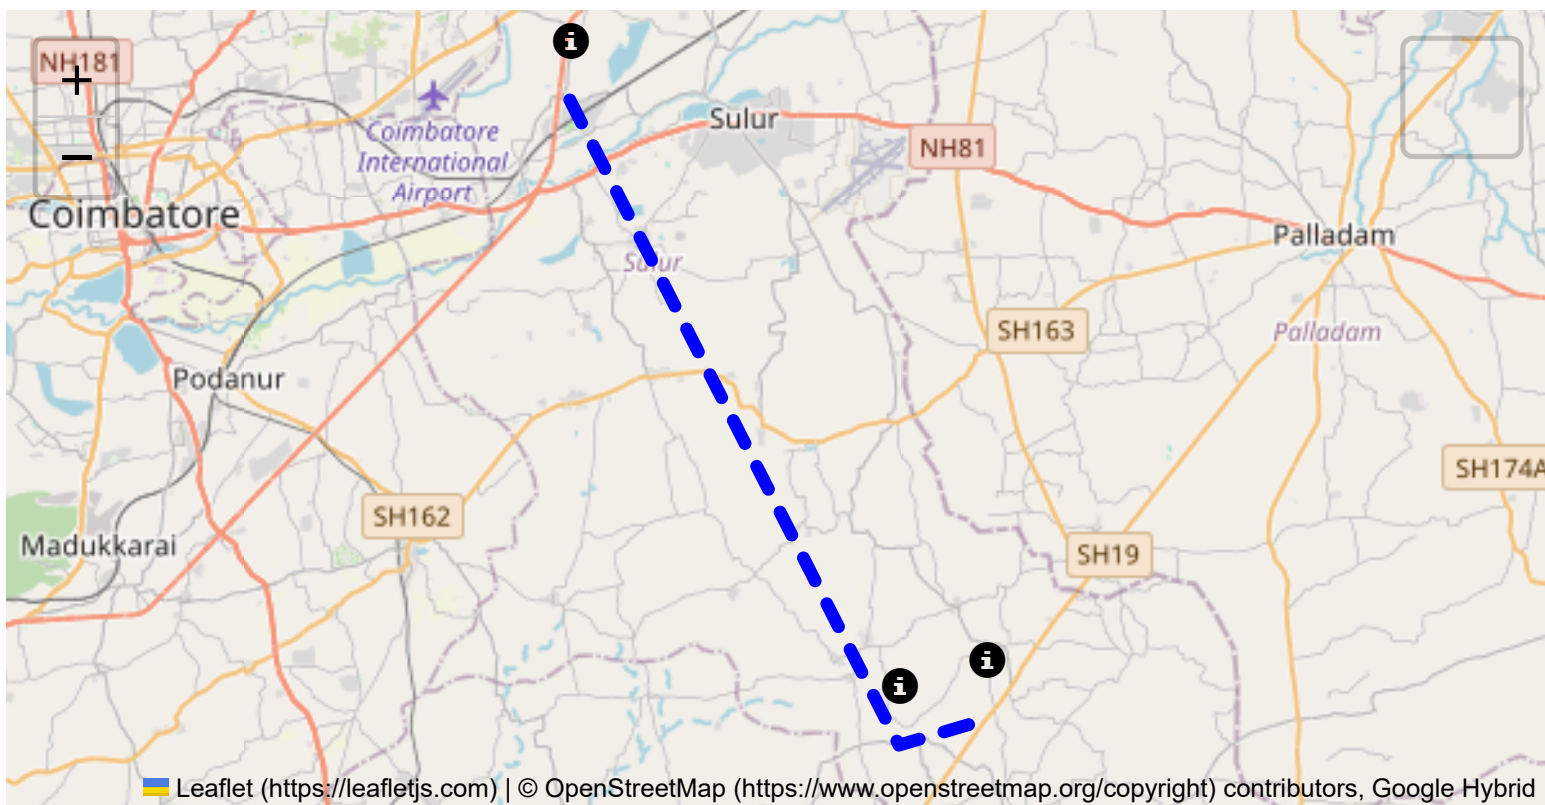 NH181
+
Coimbatore
International
Airport
Sulur
NH81
−
Coimbatore
Palladam
Sulur
SH163
Palladam
Podanur
SH174A
SH162
Madukkarai
SH19
Leaflet (https://leafletjs.com) | © OpenStreetMap (https://www.openstreetmap.org/copyright) contributors, Google Hybrid